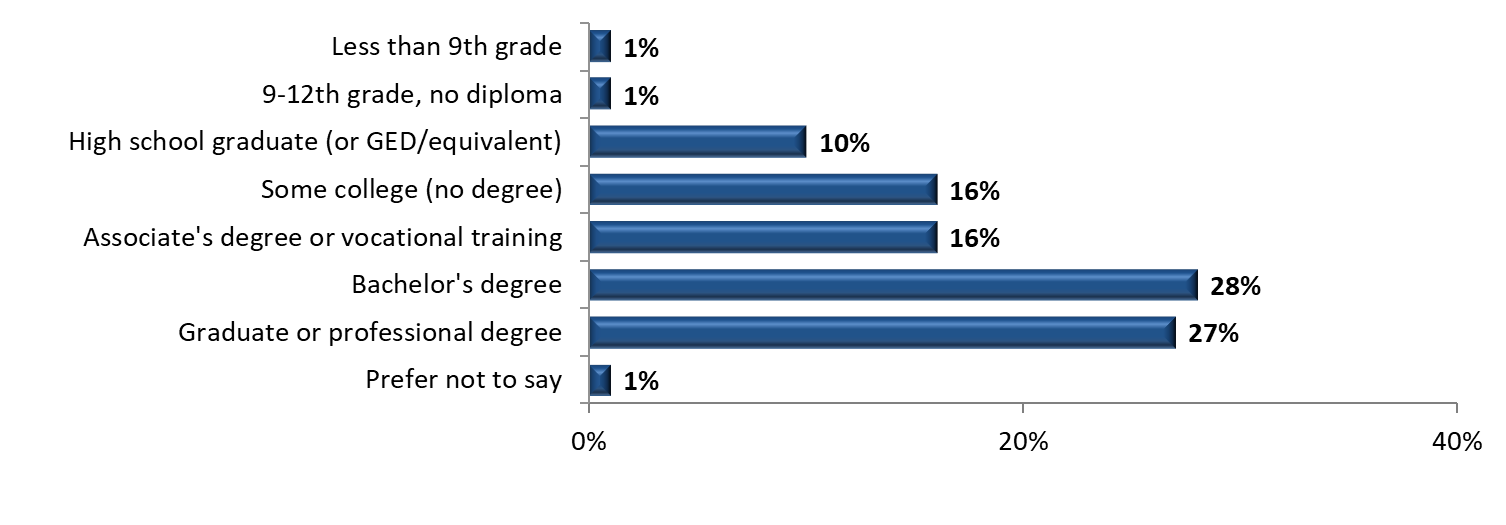 Less than 9th grade 1%
9-12th grade, no diploma 1%
High school graduate (or GED/equivalent) 10%
Some college (no degree) 16%
Associate's degree or vocational training 16%
Bachelor's degree 28%
Graduate or professional degree 27%
Prefer not to say 1%
0% 20% 40%